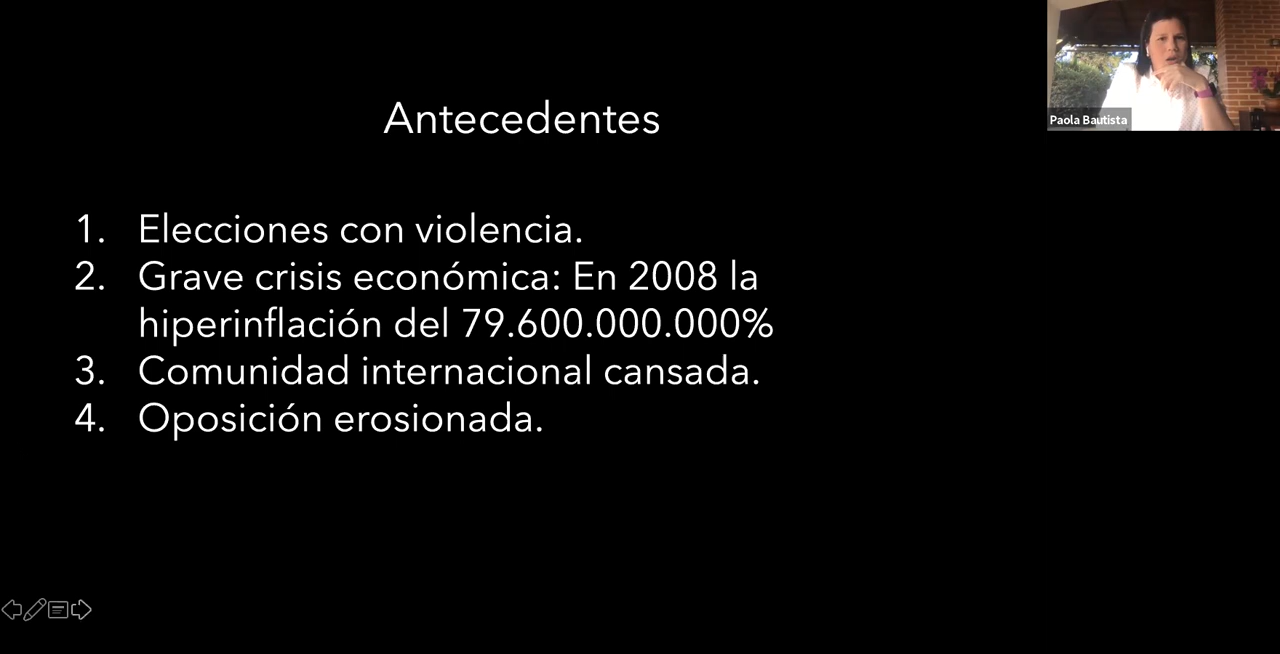 Antecedentes
1. Elecciones con violencia.
2. Grave crisis económica: En 2008 la
hiperinflación del 79.600.000.000%
3. Comunidad internacional cansada.
4. Oposición erosionada.
Paola Bautista